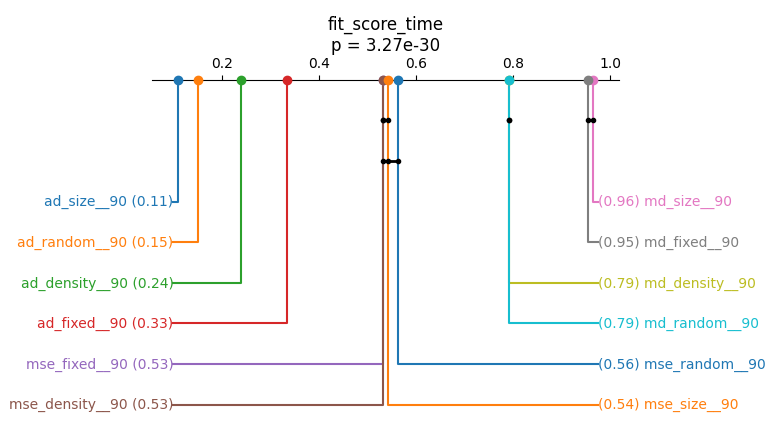 fit_score_time
p = 3.27e-30
0.2 0.4 0.6 0.8 1.0
ad_size__90 (0.11) (0.96) md_size__90
ad_random__90 (0.15) (0.95) md_fixed__90
ad_density__90 (0.24) (0.79) md_density__90
ad_fixed__90 (0.33) (0.79) md_random__90
mse_fixed__90 (0.53) (0.56) mse_random__90
mse_density__90 (0.53) (0.54) mse_size__90